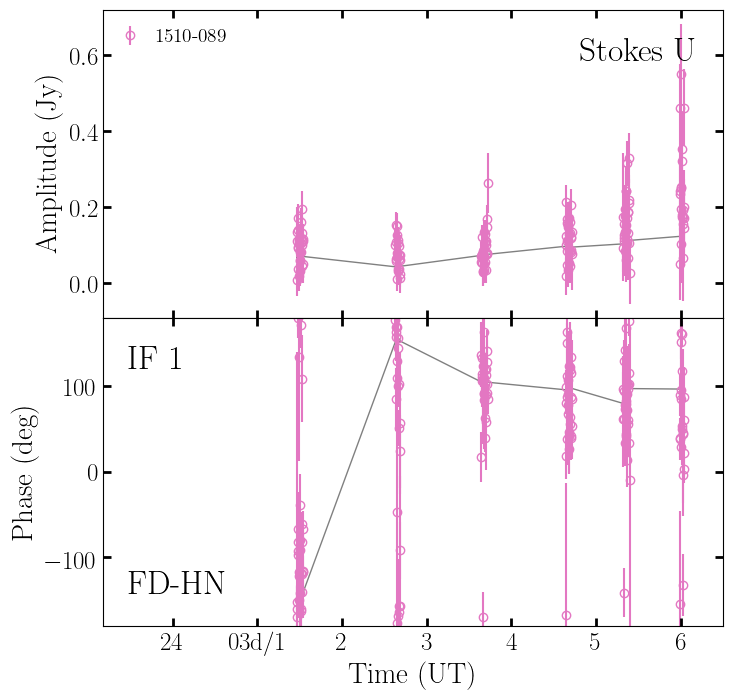 1510-089
Stokes U
0.6
0.4
0.2
0.0
Amplitude (Jy)
IF 1
100
0
−100
Phase (deg)
FD-HN
24 03d/1 2 3 4 5 6
Time (UT)